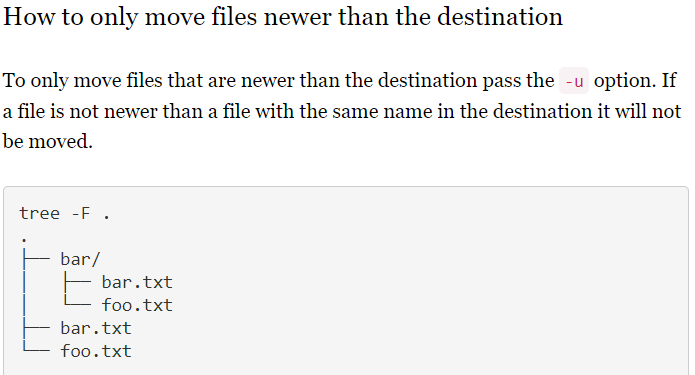 How to only move files newer than the destination
To only move files that are newer than the destination pass the -u option. If
a file is not newer than a file with the same name in the destination it will not
be moved.
tree -F .
.
├── bar/
│   ├── bar.txt
│   └── foo.txt
├── bar.txt
└── foo.txt